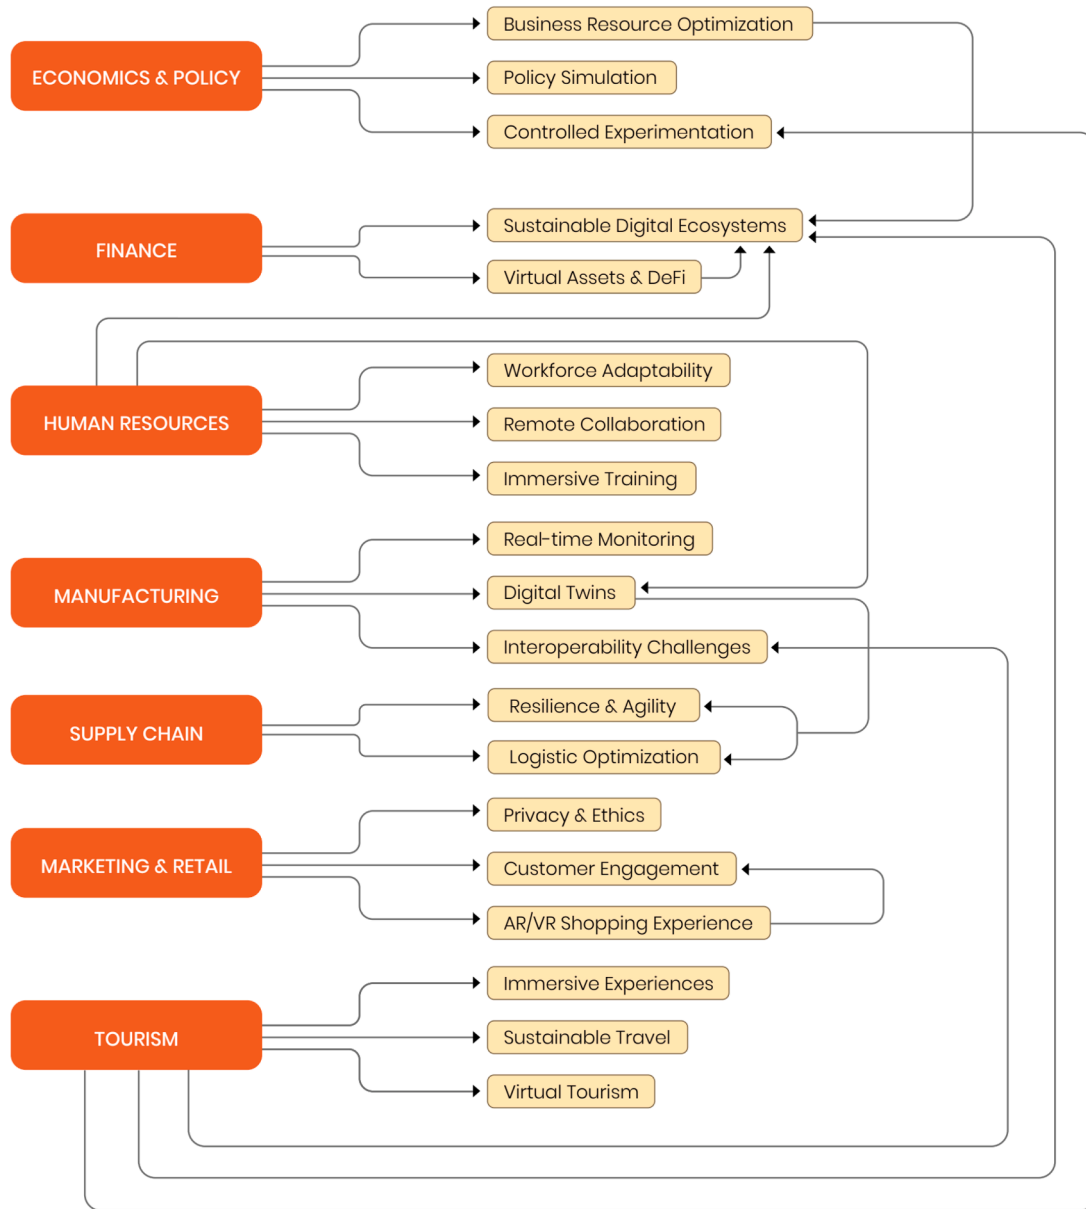 ECONOMICS & POLICY
Business Resource Optimization
Policy Simulation
Controlled Experimentation
FINANCE
Sustainable Digital Ecosystems
Virtual Assets & DeFi
HUMAN RESOURCES
Workforce Adaptability
Remote Collaboration
Immersive Training
MANUFACTURING
Real-time Monitoring
Digital Twins
Interoperability Challenges
SUPPLY CHAIN
Resilience & Agility
Logistic Optimization
MARKETING & RETAIL
Privacy & Ethics
Customer Engagement
AR/VR Shopping Experience
TOURISM
Immersive Experiences
Sustainable Travel
Virtual Tourism